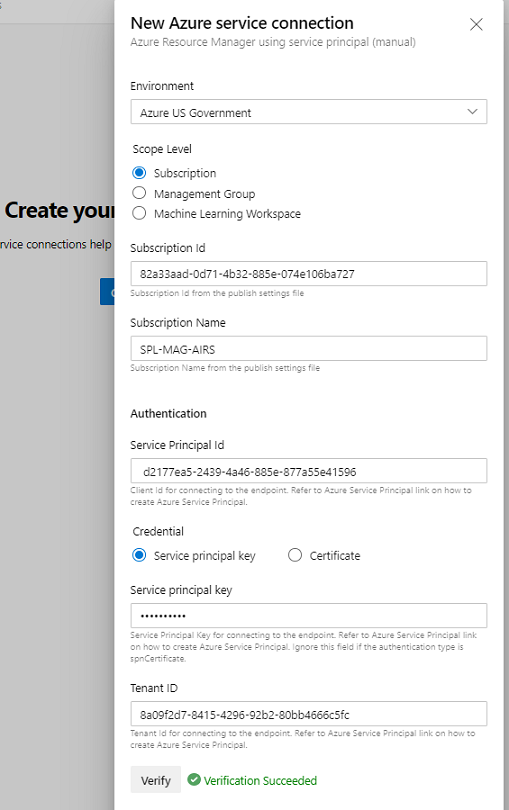 New Azure service connection
Azure Resource Manager using service principal (manual)
Environment
Azure US Government
Scope Level
Subscription
Management Group
Machine Learning Workspace
Create your
rvice connections help
Subscription Id
82a33aad-0d71-4b32-885e-074e106ba727
Subscription Id from the publish settings file
Subscription Name
SPL-MAG-AIRS
Subscription Name from the publish settings file
Authentication
Service Principal Id
d2177ea5-2439-4a46-885e-877a55e41596
Client Id for connecting to the endpoint. Refer to Azure Service Principal link on how to
create Azure Service Principal.
Credential
Service principal key
Certificate
Service principal key
••••••••••
Service Principal Key for connecting to the endpoint. Refer to Azure Service Principal link
on how to create Azure Service Principal. Ignore this field if the authentication type is
spnCertificate.
Tenant ID
8a09f2d7-8415-4296-92b2-80bb4666c5fc
Tenant Id for connecting to the endpoint. Refer to Azure Service Principal link on how to
create Azure Service Principal.
Verify
Verification Succeeded